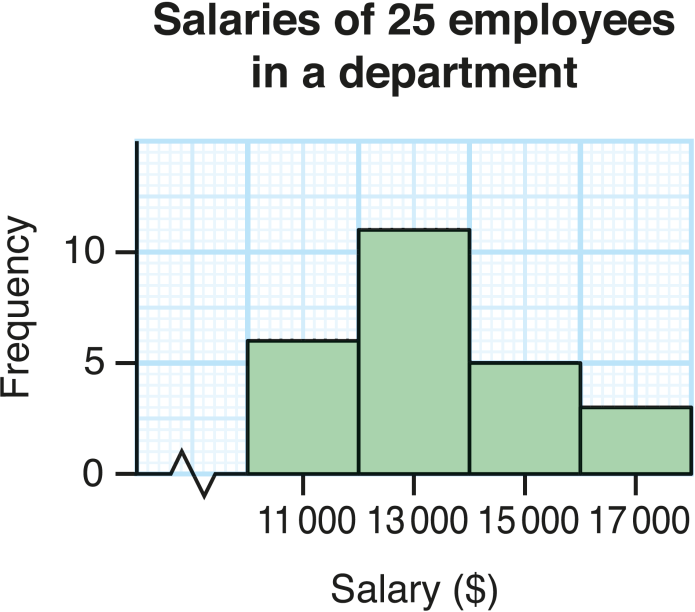 Salaries of 25 employees
in a department
Frequency
10
5
0
11 000 13 000 15 000 17 000
Salary ($)